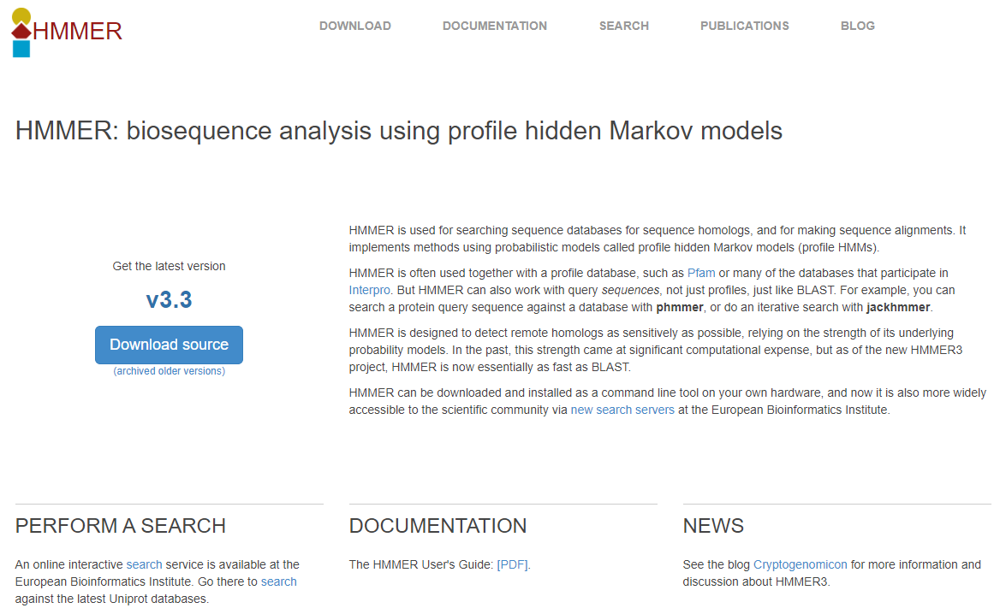 HMMER
DOWNLOAD
DOCUMENTATION
SEARCH
PUBLICATIONS
BLOG
HMMER: biosequence analysis using profile hidden Markov models
Get the latest version
v3.3
Download source
(archived older versions)
HMMER is used for searching sequence databases for sequence homologs, and for making sequence alignments. It
implements methods using probabilistic models called profile hidden Markov models (profile HMMs).
HMMER is often used together with a profile database, such as Pfam or many of the databases that participate in
Interpro. But HMMER can also work with query sequences, not just profiles, just like BLAST. For example, you can
search a protein query sequence against a database with phmmer, or do an iterative search with jackhmmer.
HMMER is designed to detect remote homologs as sensitively as possible, relying on the strength of its underlying
probability models. In the past, this strength came at significant computational expense, but as of the new HMMER3
project, HMMER is now essentially as fast as BLAST.
HMMER can be downloaded and installed as a command line tool on your own hardware, and now it is also more widely
accessible to the scientific community via new search servers at the European Bioinformatics Institute.
PERFORM A SEARCH
An online interactive search service is available at the
European Bioinformatics Institute. Go there to search
against the latest Uniprot databases.
DOCUMENTATION
The HMMER User's Guide: [PDF].
NEWS
See the blog Cryptogenomicon for more information and
discussion about HMMER3.